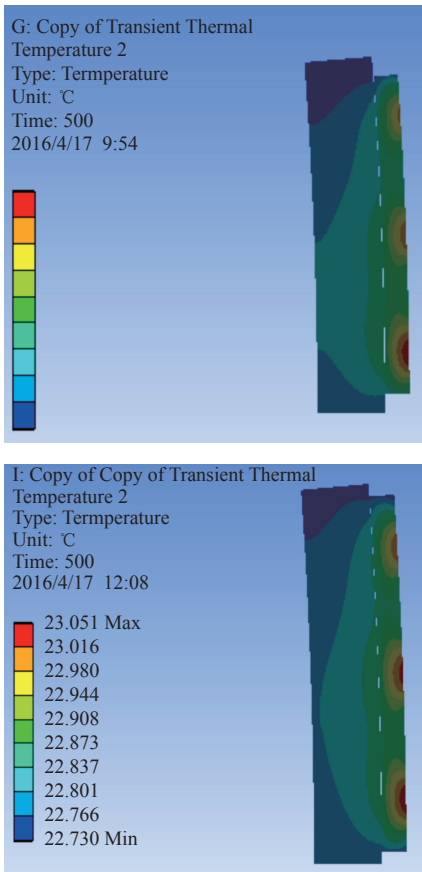 G: Copy of Transient Thermal
Temperature 2
Type: Termperature
Unit: ℃
Time: 500
2016/4/17 9:54
I: Copy of Copy of Transient Thermal
Temperature 2
Type: Termperature
Unit: ℃
Time: 500
2016/4/17 12:08
23.051 Max
23.016
22.980
22.944
22.908
22.873
22.837
22.801
22.766
22.730 Min